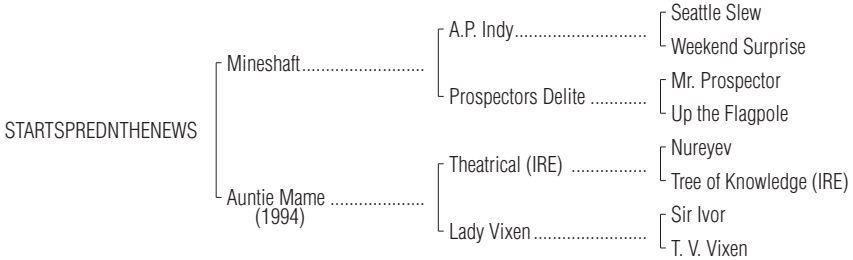 Seattle Slew
A.P. Indy..............................
Weekend Surprise
Mineshaft............................
Mr. Prospector
Prospectors Delite .............
Up the Flagpole
STARTSPREDNTHENEWS
Nureyev
Theatrical (IRE) .................
Tree of Knowledge (IRE)
Auntie Mame .....................
(1994)
Sir Ivor
Lady Vixen..........................
T. V. Vixen